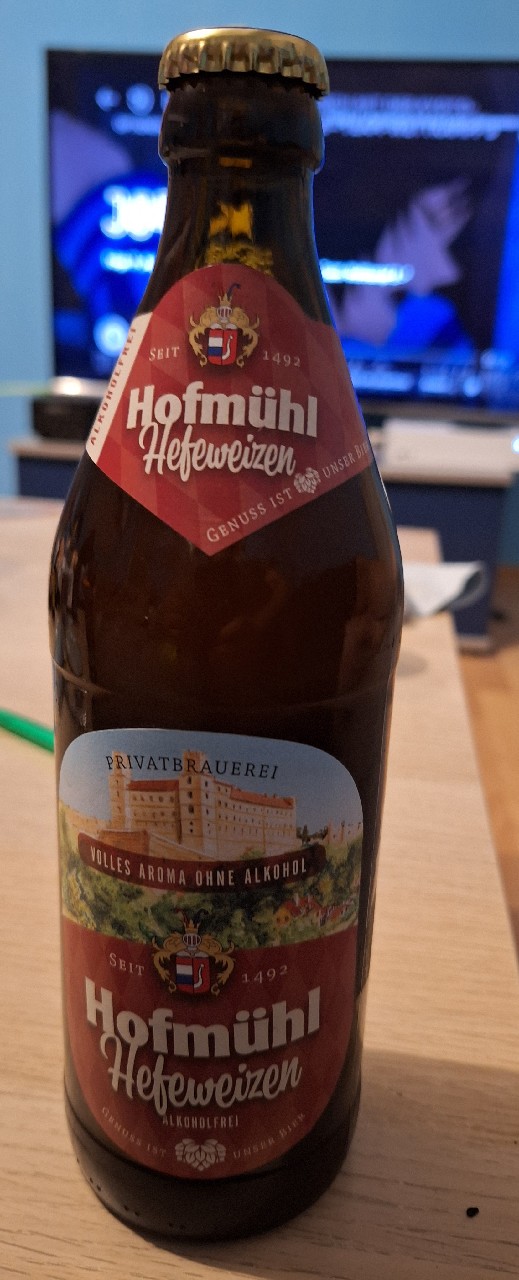 ALKOHOLFREI
SEIT 1492
Hofmühl
Hefeweizen
GENUSS IST UNSER BIER
PRIVATBRAUEREI
VOLLES AROMA OHNE ALKOHOL
SEIT 1492
Hofmühl
Hefeweizen
ALKOHOLFREI
GENUSS IST UNSER BIER